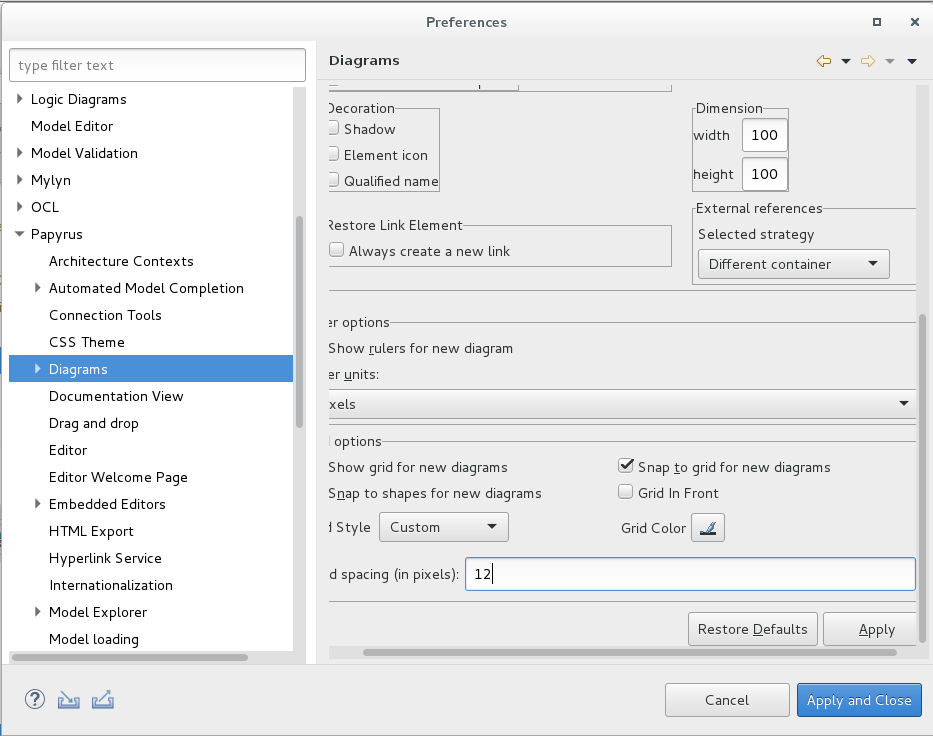 Preferences
type filter text
Logic Diagrams
Model Editor
Model Validation
Mylyn
OCL
Papyrus
Architecture Contexts
Automated Model Completion
Connection Tools
CSS Theme
Diagrams
Documentation View
Drag and drop
Editor
Editor Welcome Page
Embedded Editors
HTML Export
Hyperlink Service
Internationalization
Model Explorer
Model loading
Diagrams
Decoration
Shadow
Element icon
Qualified name
Dimension
width 100
height 100
Restore Link Element
Always create a new link
External references
Selected strategy
Different container
er options
Show rulers for new diagram
er units:
xels
options
Show grid for new diagrams
Snap to grid for new diagrams
Snap to shapes for new diagrams
Grid In Front
d Style Custom
Grid Color
d spacing (in pixels): 12
Restore Defaults
Apply
Cancel
Apply and Close